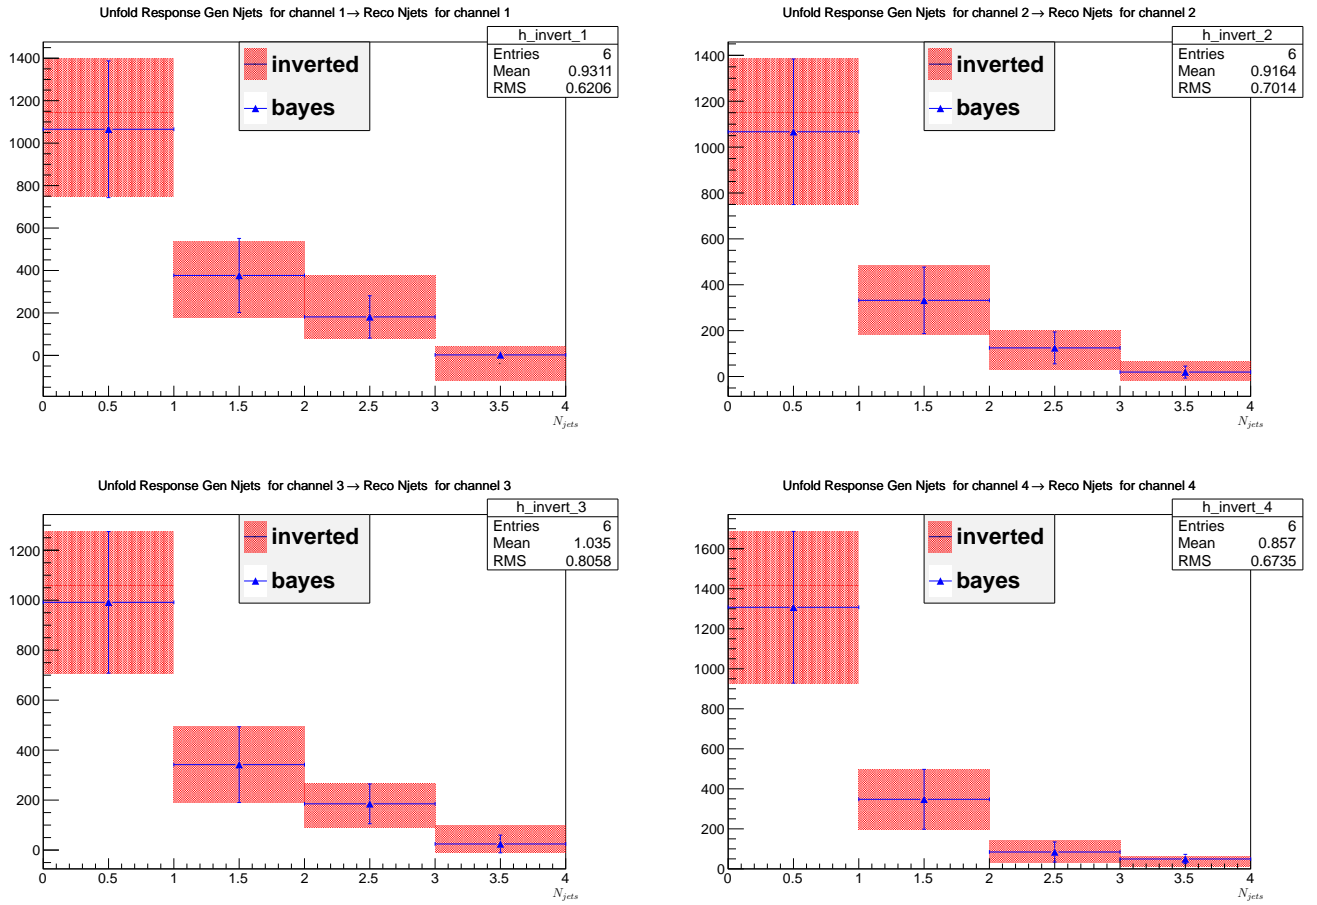 Unfold Response Gen Njets for channel 1→ Reco Njets for channel 1
h_invert_1
Entries 6
Mean 0.9311
RMS 0.6206
inverted
bayes
1400
1200
1000
800
600
400
200
0
0 0.5 1 1.5 2 2.5 3 3.5 4
N_jets
Unfold Response Gen Njets for channel 2→ Reco Njets for channel 2
h_invert_2
Entries 6
Mean 0.9164
RMS 0.7014
inverted
bayes
1400
1200
1000
800
600
400
200
0
0 0.5 1 1.5 2 2.5 3 3.5 4
N_jets
Unfold Response Gen Njets for channel 3→ Reco Njets for channel 3
h_invert_3
Entries 6
Mean 1.035
RMS 0.8058
inverted
bayes
1200
1000
800
600
400
200
0
0 0.5 1 1.5 2 2.5 3 3.5 4
N_jets
Unfold Response Gen Njets for channel 4→ Reco Njets for channel 4
h_invert_4
Entries 6
Mean 0.857
RMS 0.6735
inverted
bayes
1600
1400
1200
1000
800
600
400
200
0
0 0.5 1 1.5 2 2.5 3 3.5 4
N_jets